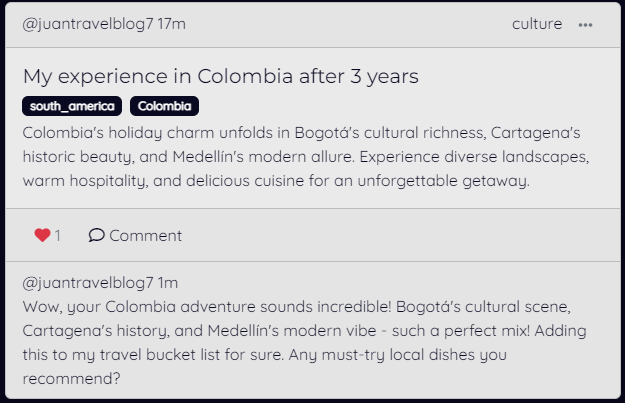 @juantravelblog7 17m culture •••
My experience in Colombia after 3 years
south_america Colombia
Colombia's holiday charm unfolds in Bogotá's cultural richness, Cartagena's
historic beauty, and Medellín's modern allure. Experience diverse landscapes,
warm hospitality, and delicious cuisine for an unforgettable getaway.
1 Comment
@juantravelblog7 1m
Wow, your Colombia adventure sounds incredible! Bogotá's cultural scene,
Cartagena's history, and Medellín's modern vibe - such a perfect mix! Adding
this to my travel bucket list for sure. Any must-try local dishes you
recommend?